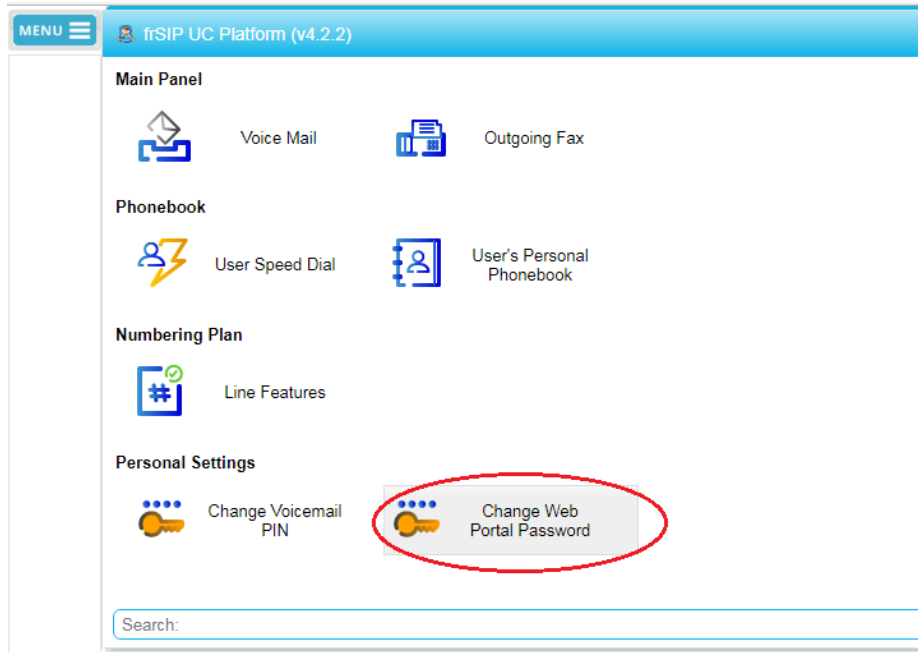 MENU
frSIP UC Platform (v4.2.2)
Main Panel
Voice Mail
Outgoing Fax
Phonebook
User Speed Dial
User's Personal
Phonebook
Numbering Plan
#
Line Features
Personal Settings
Change Voicemail
PIN
Change Web
Portal Password
Search: